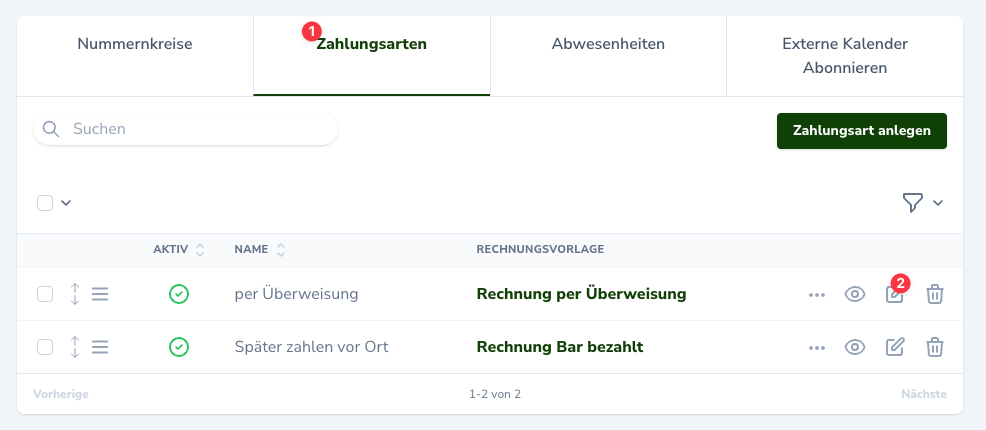 Nummernkreise
1
Zahlungsarten
Abwesenheiten
Externe Kalender
Abonnieren
Suchen
Zahlungsart anlegen
AKTIV NAME RECHNUNGSVORLAGE
per Überweisung Rechnung per Überweisung 2
Später zahlen vor Ort Rechnung Bar bezahlt
Vorherige 1-2 von 2 Nächste